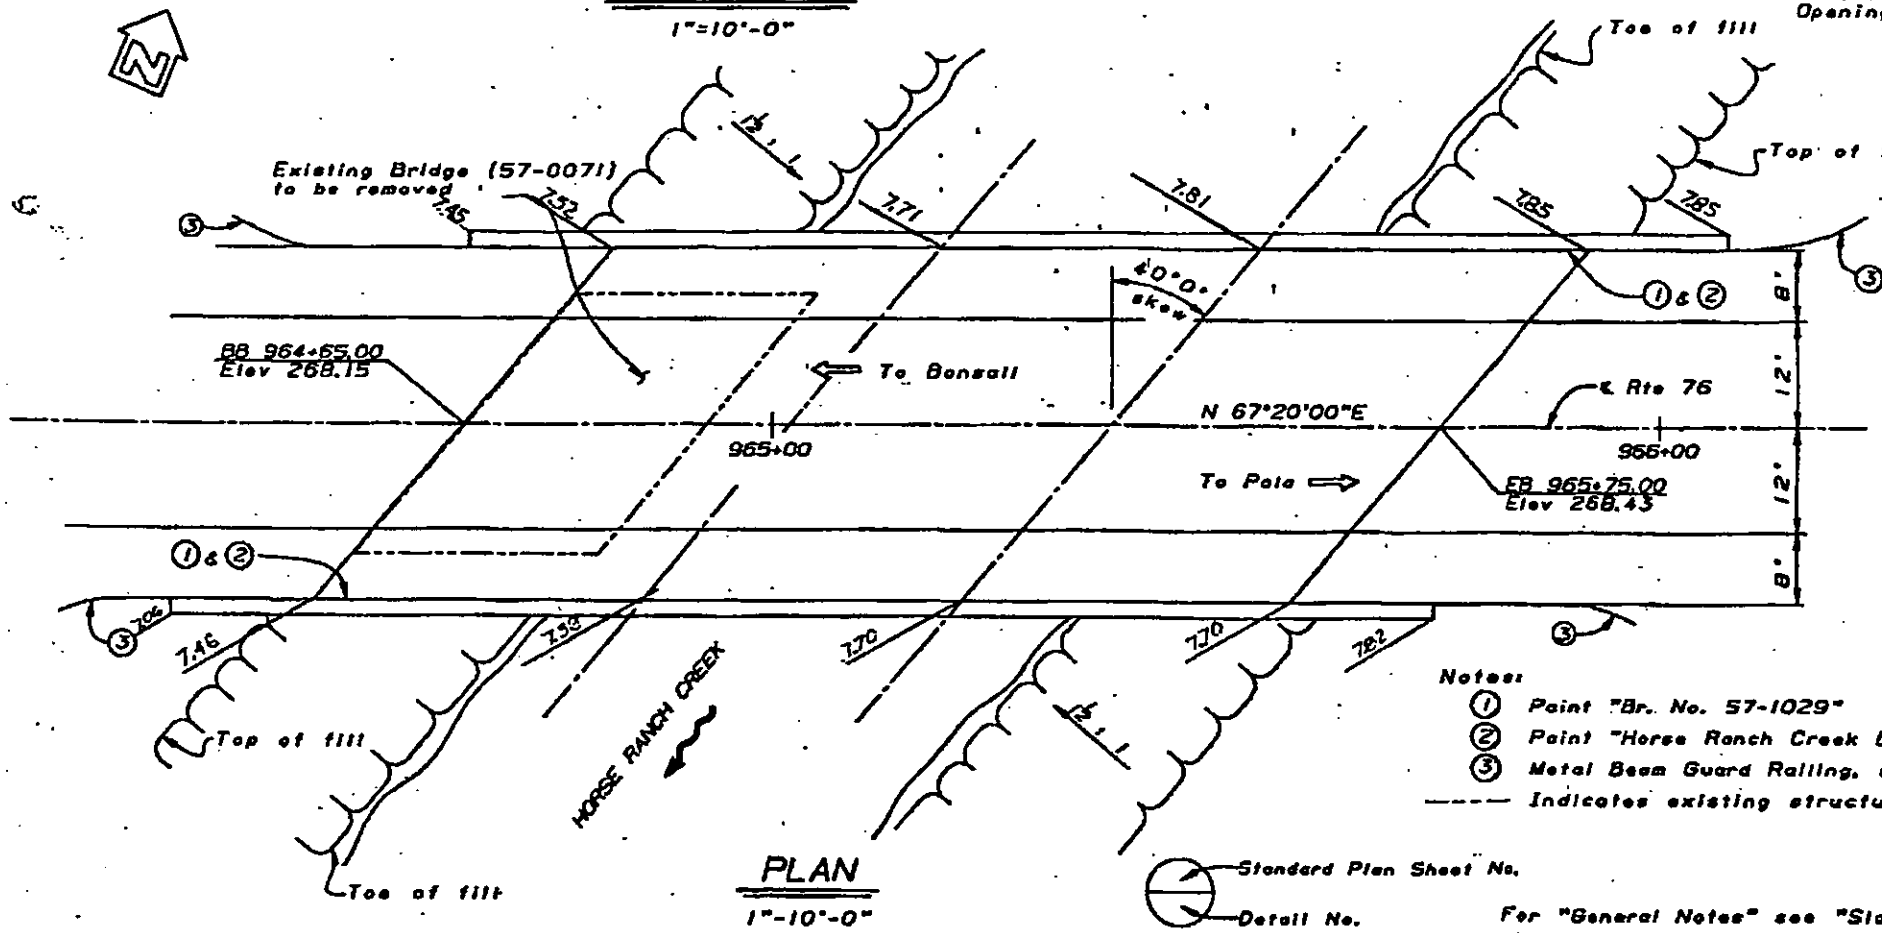 1"=10'-0"
Opening
N
Toe of fill
Top of
Existing Bridge (57-0071)
to be removed
1½ : 1
7.45
7.52
7.71
7.81
7.85
7.85
3
3
40°0'
skew
1 & 2
8'
12'
12'
8'
BB 964+65.00
Elev 268.15
To Bonsall
N 67°20'00"E
℄ Rte 76
965+00
966+00
To Pala
EB 965+75.00
Elev 268.43
1 & 2
3
7.06
7.46
7.70
7.70
7.82
3
Top of fill
HORSE RANCH CREEK
1½ : 1
Toe of fill
Notes:
1 Paint "Br. No. 57-1029"
2 Paint "Horse Ranch Creek B
3 Metal Beam Guard Railing,
Indicates existing structu
PLAN
1"-10'-0"
Standard Plan Sheet No.
Detail No.
For "General Notes" see "Sla